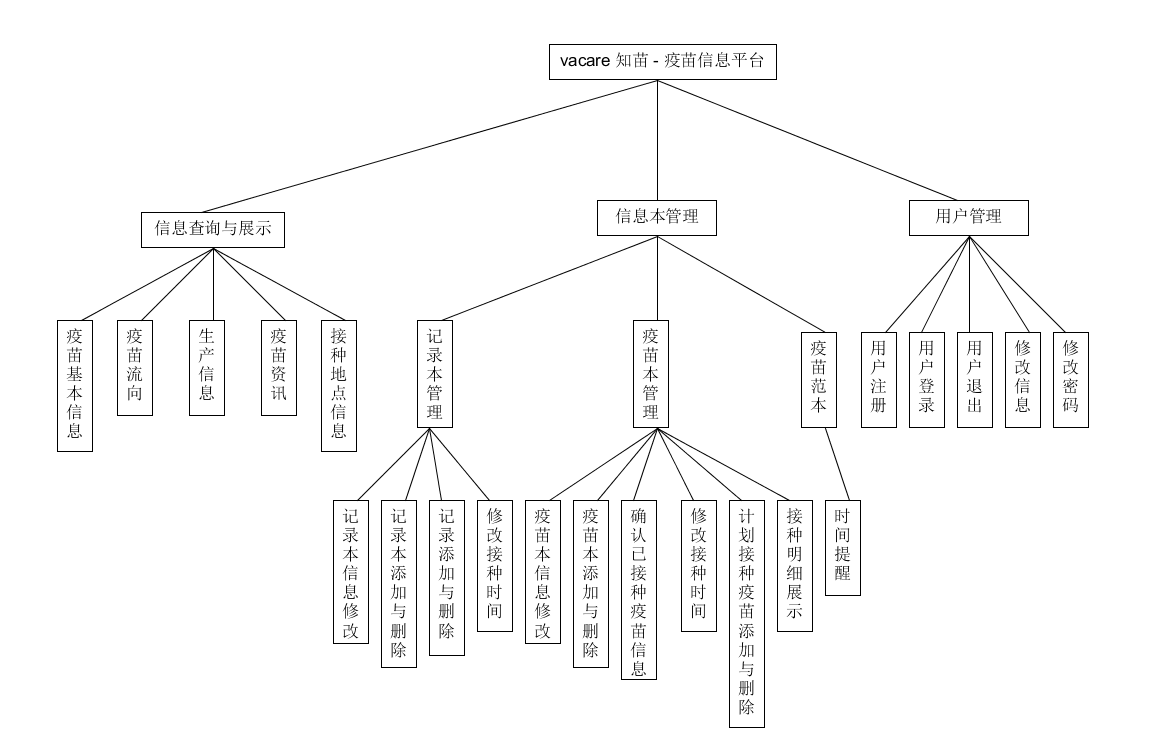 vacare 知苗 - 疫苗信息平台
信息查询与展示
信息本管理
用户管理
疫苗基本信息
疫苗流向
生产信息
疫苗资讯
接种地点信息
记录本管理
疫苗本管理
疫苗范本
用户注册
用户登录
用户退出
修改信息
修改密码
记录本信息修改
记录本添加与删除
记录添加与删除
修改接种时间
疫苗本信息修改
疫苗本添加与删除
确认已接种疫苗信息
修改接种时间
计划接种疫苗添加与删除
接种明细展示
时间提醒